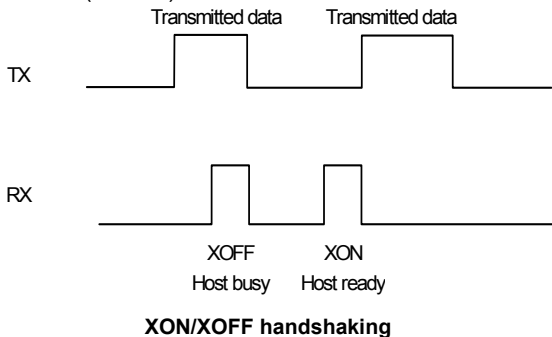 Transmitted data Transmitted data
TX
RX
XOFF XON
Host busy Host ready
XON/XOFF handshaking